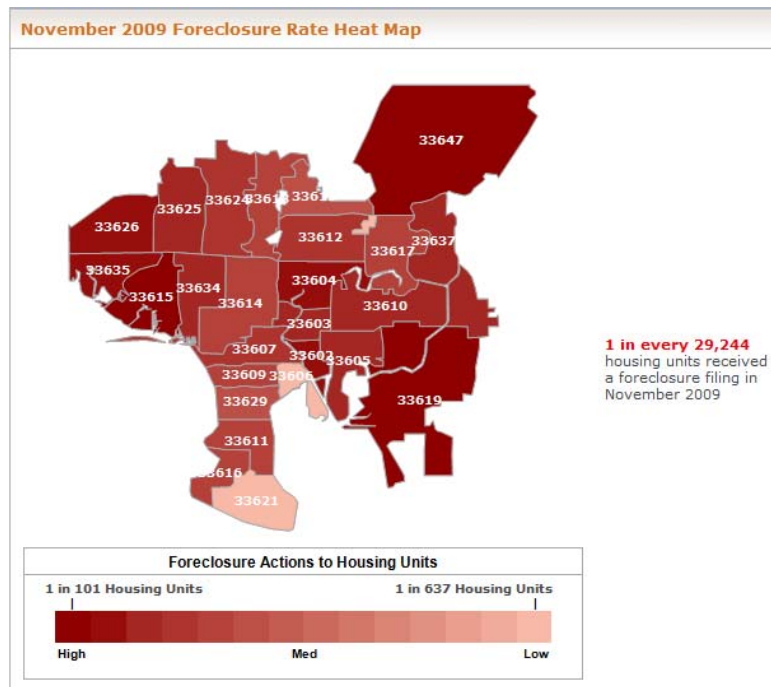 November 2009 Foreclosure Rate Heat Map
33647
33624 33613 3361
33625
33626 33612 33637
33617
33635 33604
33615 33634 33614 33610
33603
33607 33602 33605
33609 33606
33629 33619
33611
33616
33621
1 in every 29,244
housing units received
a foreclosure filing in
November 2009
Foreclosure Actions to Housing Units
1 in 101 Housing Units 1 in 637 Housing Units
High Med Low